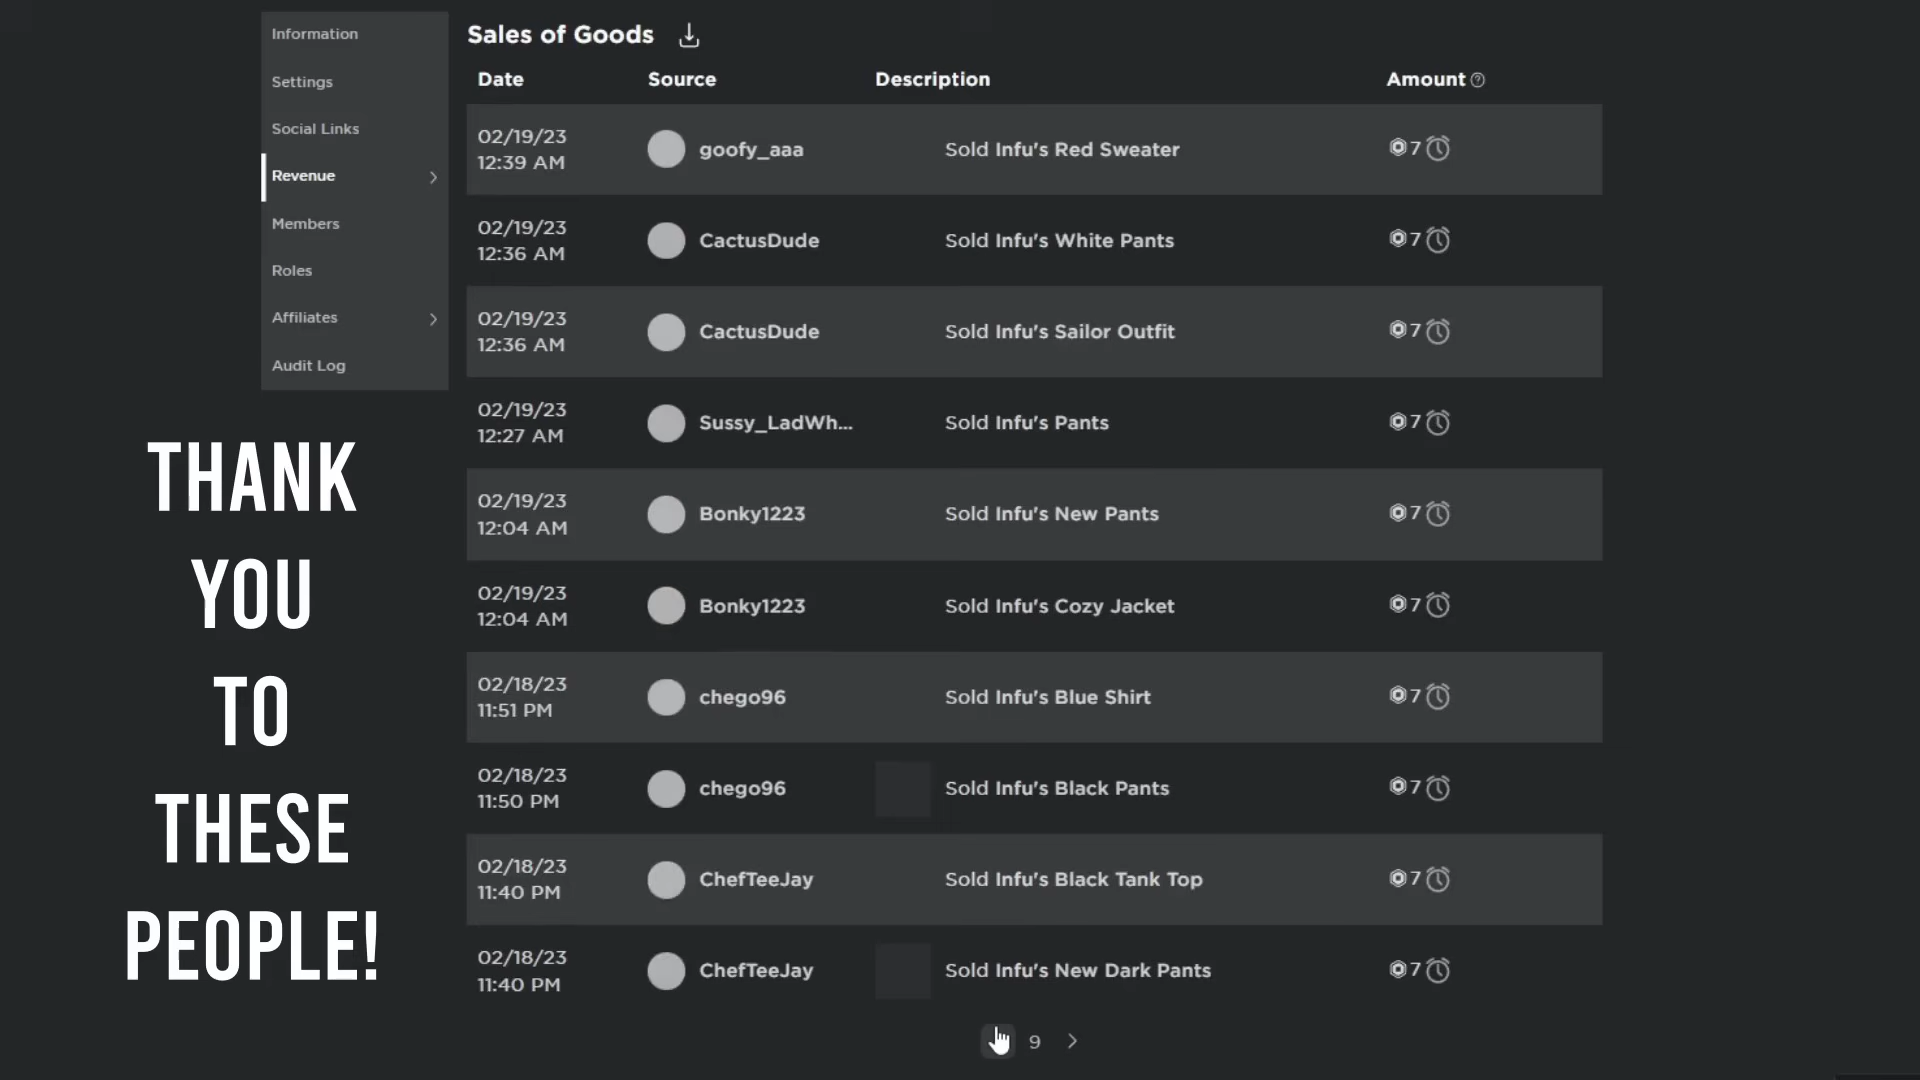 Information
Settings
Social Links
Revenue
Members
Roles
Affiliates
Audit Log
Sales of Goods
Date Source Description Amount
02/19/23
12:39 AM
goofy_aaa Sold Infu's Red Sweater 7
02/19/23
12:36 AM
CactusDude Sold Infu's White Pants 7
02/19/23
12:36 AM
CactusDude Sold Infu's Sailor Outfit 7
02/19/23
12:27 AM
Sussy_LadWh... Sold Infu's Pants 7
02/19/23
12:04 AM
Bonky1223 Sold Infu's New Pants 7
02/19/23
12:04 AM
Bonky1223 Sold Infu's Cozy Jacket 7
02/18/23
11:51 PM
chego96 Sold Infu's Blue Shirt 7
02/18/23
11:50 PM
chego96 Sold Infu's Black Pants 7
02/18/23
11:40 PM
ChefTeeJay Sold Infu's Black Tank Top 7
02/18/23
11:40 PM
ChefTeeJay Sold Infu's New Dark Pants 7
9
THANK
YOU
TO
THESE
PEOPLE!